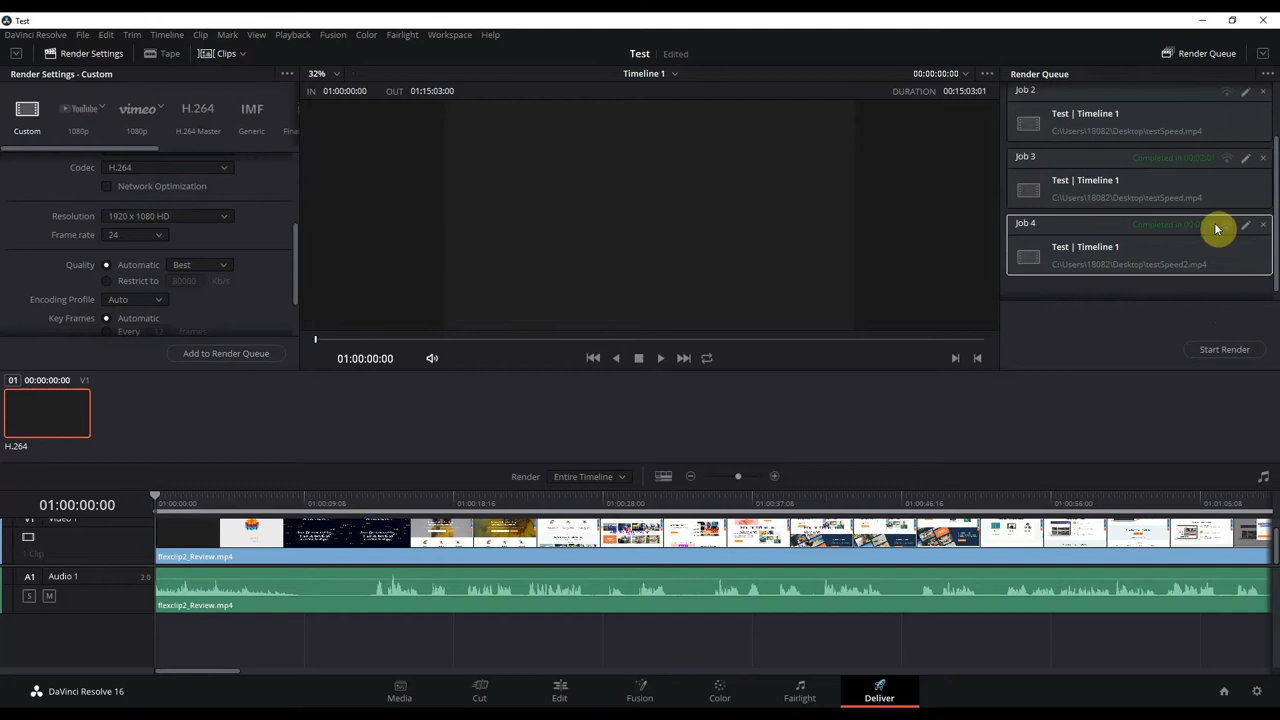 Test
DaVinci Resolve File Edit Trim Timeline Clip Mark View Playback Fusion Color Fairlight Workspace Help
Render Settings Tape Clips Test Edited Render Queue
Render Settings - Custom 32% Timeline 1 00:00:00:00 Render Queue
IN 01:00:00:00 OUT 01:15:03:00 DURATION 00:15:03:01
YouTube vimeo H.264 IMF
Custom 1080p 1080p H.264 Master Generic
Codec H.264
Network Optimization
Resolution 1920 x 1080 HD
Frame rate 24
Quality Automatic Best
Restrict to 80000 Kb/s
Encoding Profile Auto
Key Frames Automatic
Every 12 frames
Add to Render Queue
01:00:00:00
Job 2
Test | Timeline 1
C:\Users\18082\Desktop\testSpeed.mp4
Job 3 Completed in 00:02:01
Test | Timeline 1
C:\Users\18082\Desktop\testSpeed.mp4
Job 4 Completed in
Test | Timeline 1
C:\Users\18082\Desktop\testSpeed2.mp4
Start Render
01 00:00:00:00 V1
H.264
Render Entire Timeline
01:00:00:00 01:00:00:00 01:00:09:08 01:00:18:16 01:00:28:00 01:00:37:08 01:00:46:16 01:00:56:00 01:01:05:08
V1 Video 1
1 Clip
flexclip2_Review.mp4
A1 Audio 1 2.0
S M
flexclip2_Review.mp4
DaVinci Resolve 16 Media Cut Edit Fusion Color Fairlight Deliver